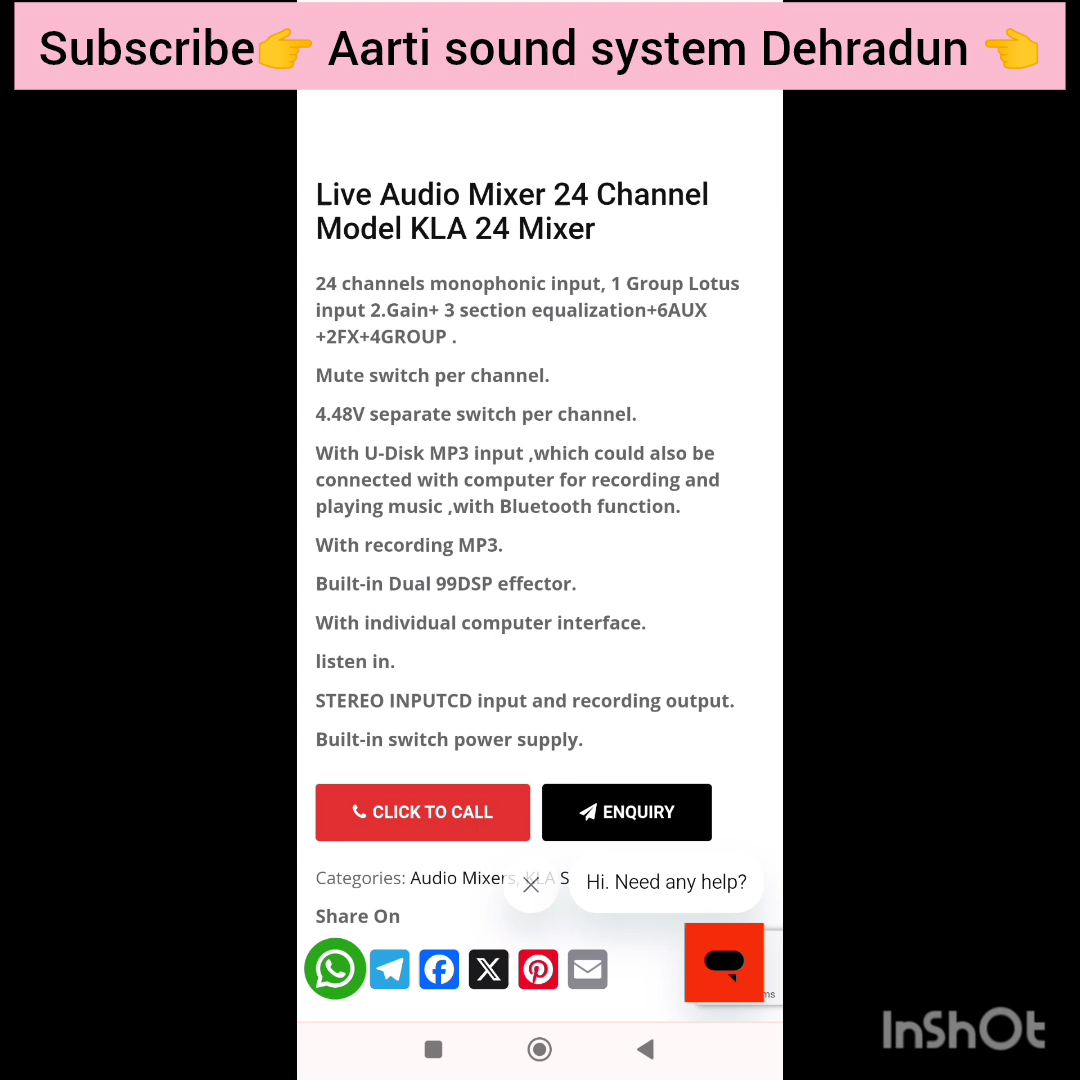 Subscribe👉 Aarti sound system Dehradun 👈
Live Audio Mixer 24 Channel
Model KLA 24 Mixer
24 channels monophonic input, 1 Group Lotus
input 2.Gain+ 3 section equalization+6AUX
+2FX+4GROUP .
Mute switch per channel.
4.48V separate switch per channel.
With U-Disk MP3 input ,which could also be
connected with computer for recording and
playing music ,with Bluetooth function.
With recording MP3.
Built-in Dual 99DSP effector.
With individual computer interface.
listen in.
STEREO INPUTCD input and recording output.
Built-in switch power supply.
CLICK TO CALL
ENQUIRY
Categories: Audio Mixers, KLA S
Hi. Need any help?
Share On
InShOt